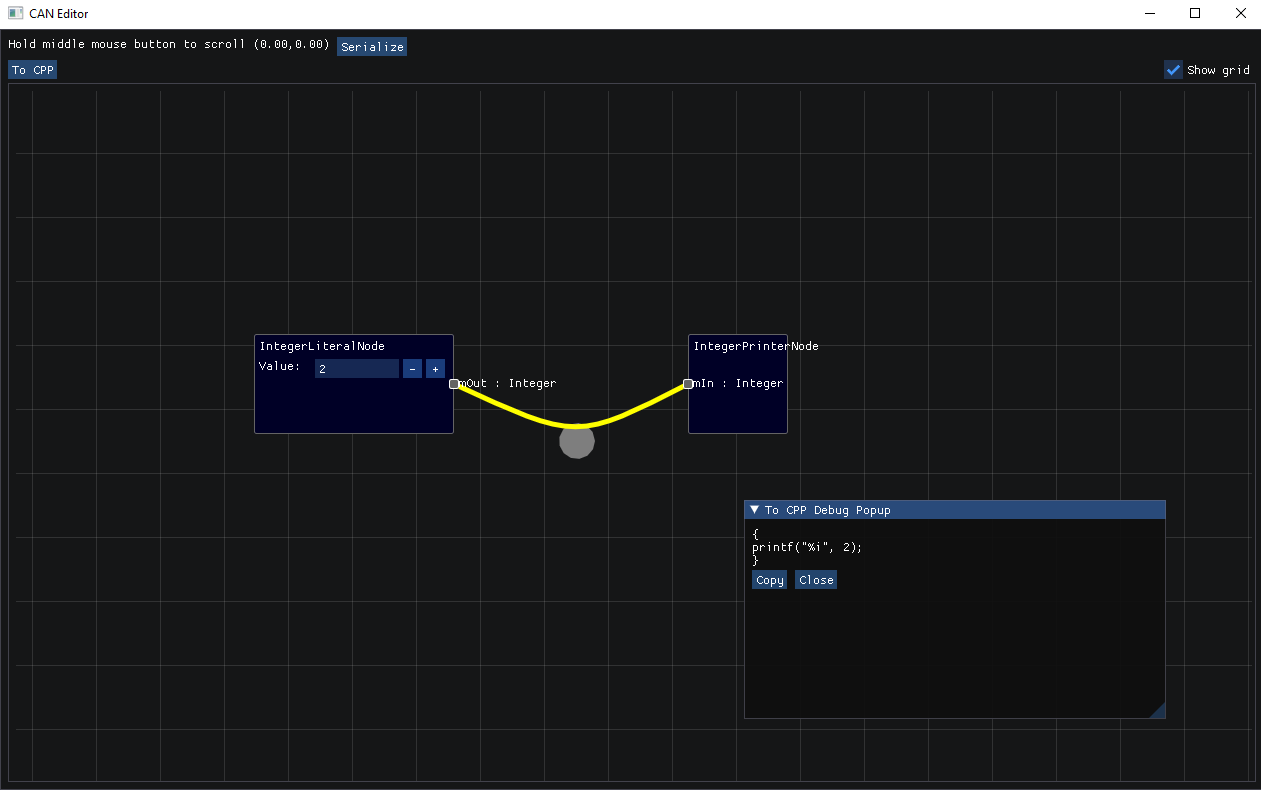 CAN Editor
Hold middle mouse button to scroll (0.00,0.00) Serialize
To CPP
Show grid
IntegerLiteralNode
Value: 2 - +
mOut : Integer
IntegerPrinterNode
mIn : Integer
To CPP Debug Popup
{
printf("%i", 2);
}
Copy Close